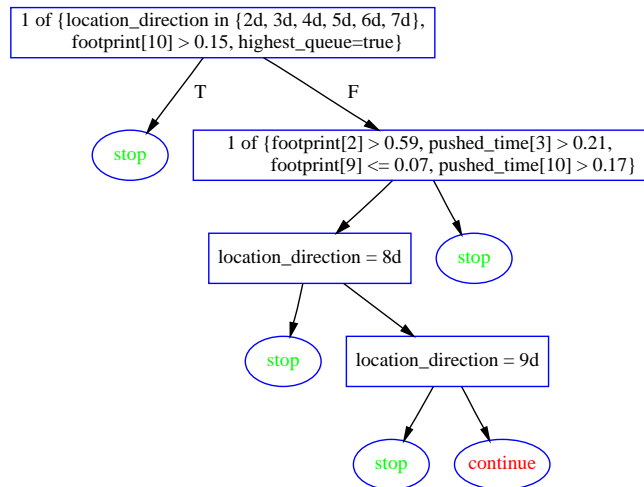 1 of {location_direction in {2d, 3d, 4d, 5d, 6d, 7d},
footprint[10] > 0.15, highest_queue=true}
T
F
stop
1 of {footprint[2] > 0.59, pushed_time[3] > 0.21,
footprint[9] <= 0.07, pushed_time[10] > 0.17}
location_direction = 8d
stop
stop
location_direction = 9d
stop
continue